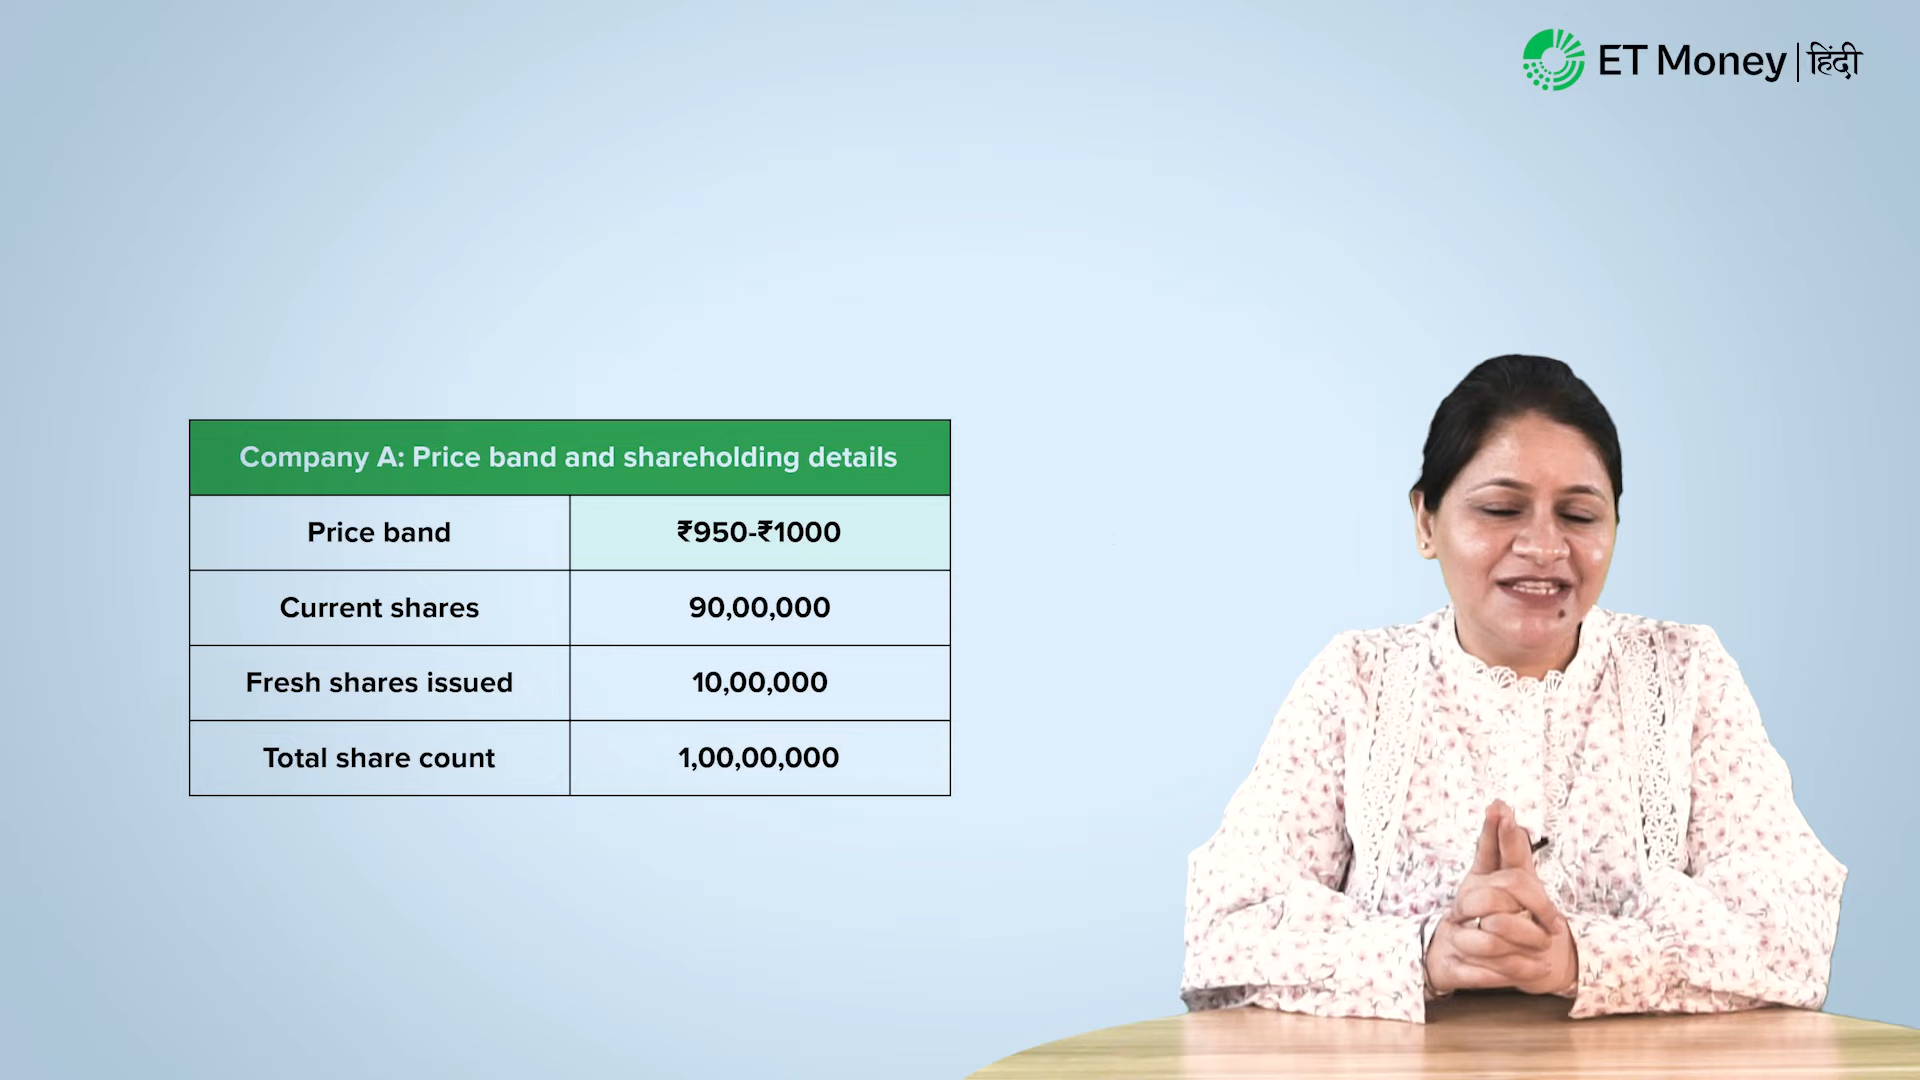 ET Money | हिंदी
Company A: Price band and shareholding details
Price band ₹950-₹1000
Current shares 90,00,000
Fresh shares issued 10,00,000
Total share count 1,00,00,000